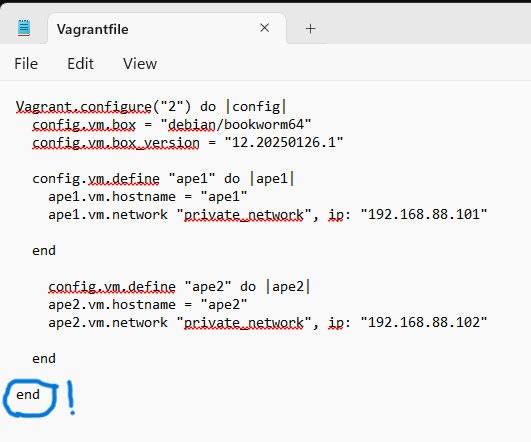 Vagrantfile
File Edit View
Vagrant.configure("2") do |config|
config.vm.box = "debian/bookworm64"
config.vm.box_version = "12.20250126.1"
config.vm.define "ape1" do |ape1|
ape1.vm.hostname = "ape1"
ape1.vm.network "private_network", ip: "192.168.88.101"
end
config.vm.define "ape2" do |ape2|
ape2.vm.hostname = "ape2"
ape2.vm.network "private_network", ip: "192.168.88.102"
end
end !